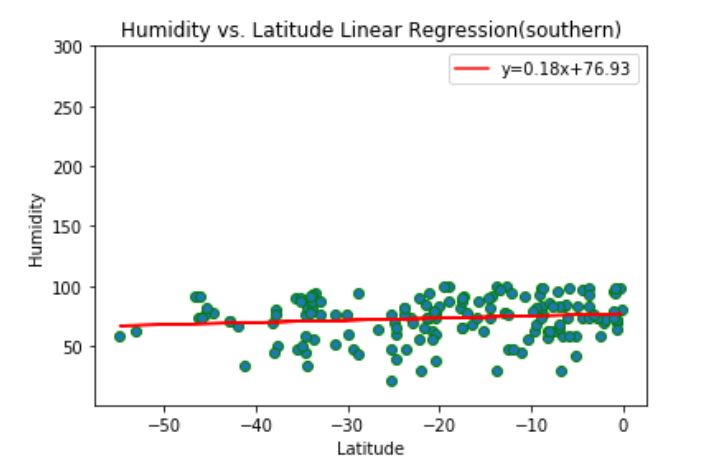 Humidity vs. Latitude Linear Regression(southern)
y=0.18x+76.93
300
250
200
150
100
50
Humidity
−50 −40 −30 −20 −10 0
Latitude